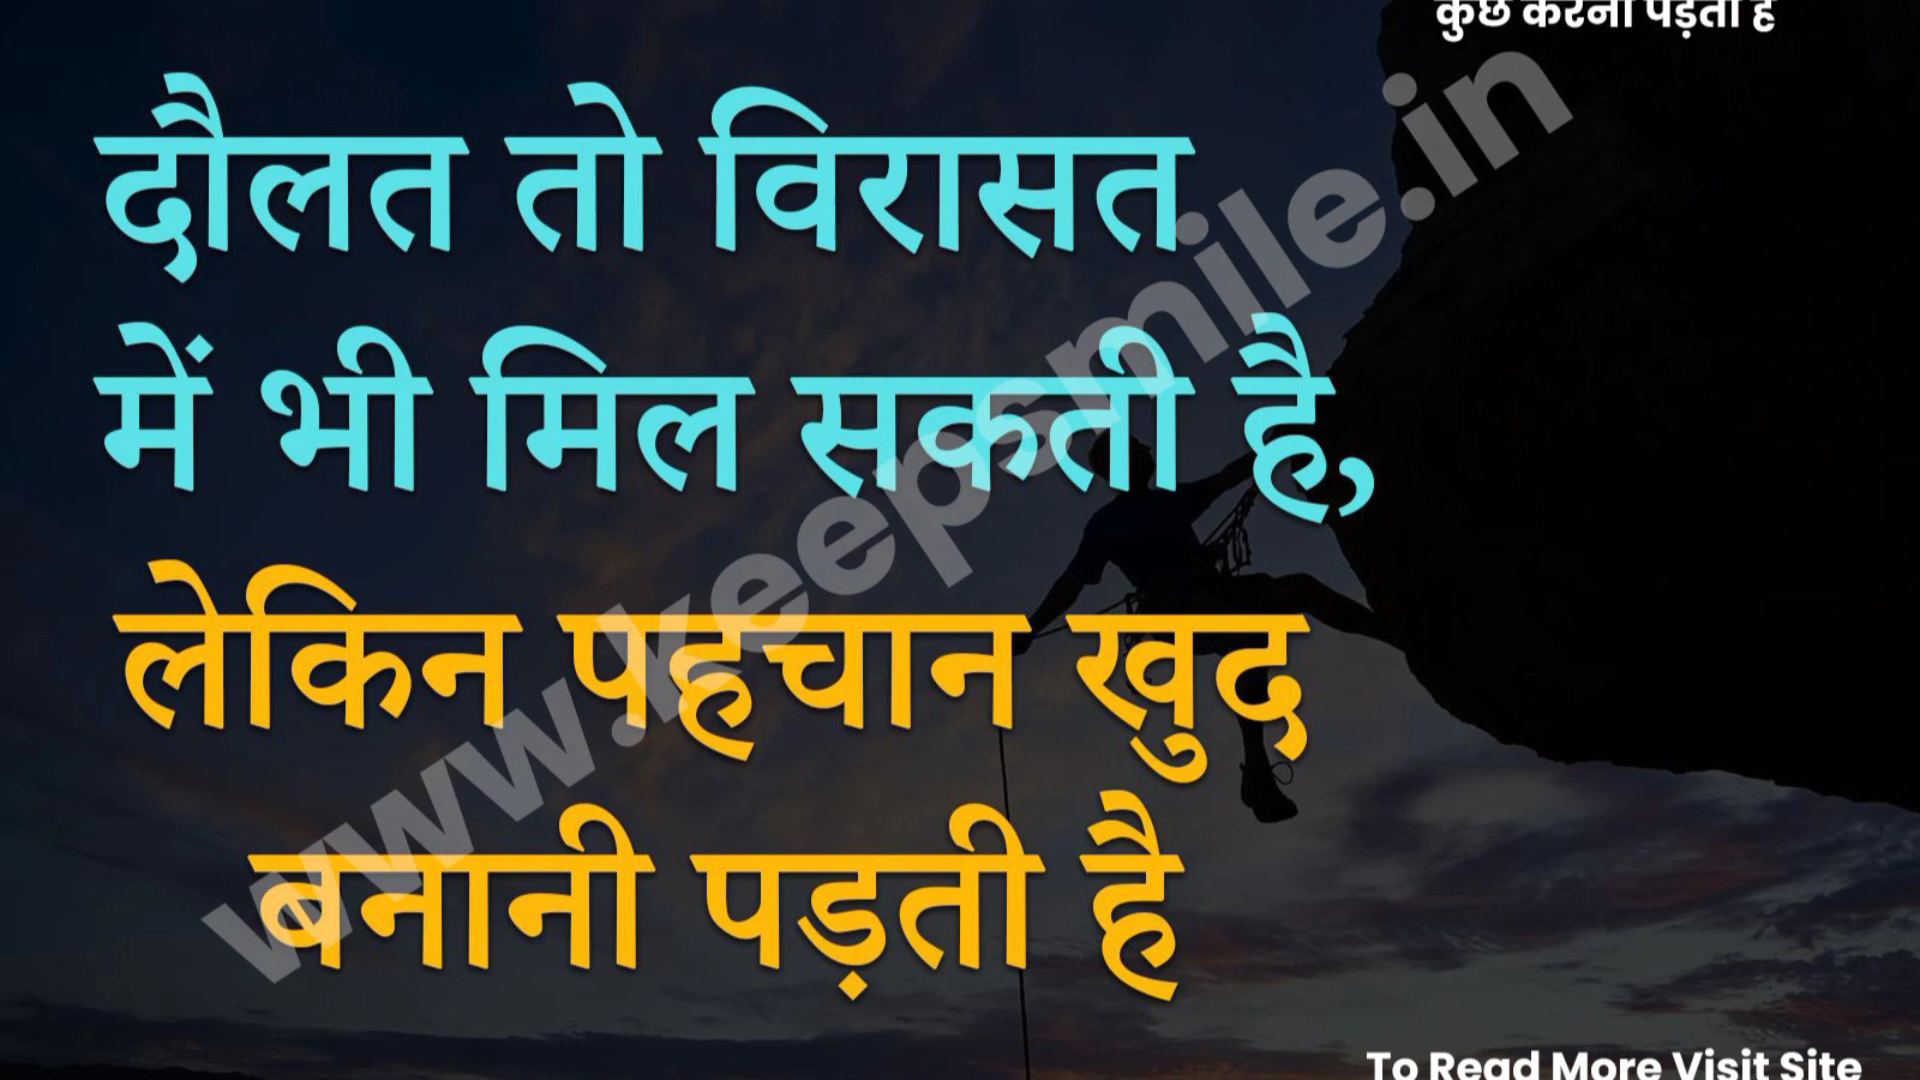 कुछ करना पड़ता है
दौलत तो विरासत
में भी मिल सकती है,
लेकिन पहचान खुद
बनानी पड़ती है
www.keepsmile.in
To Read More Visit Site